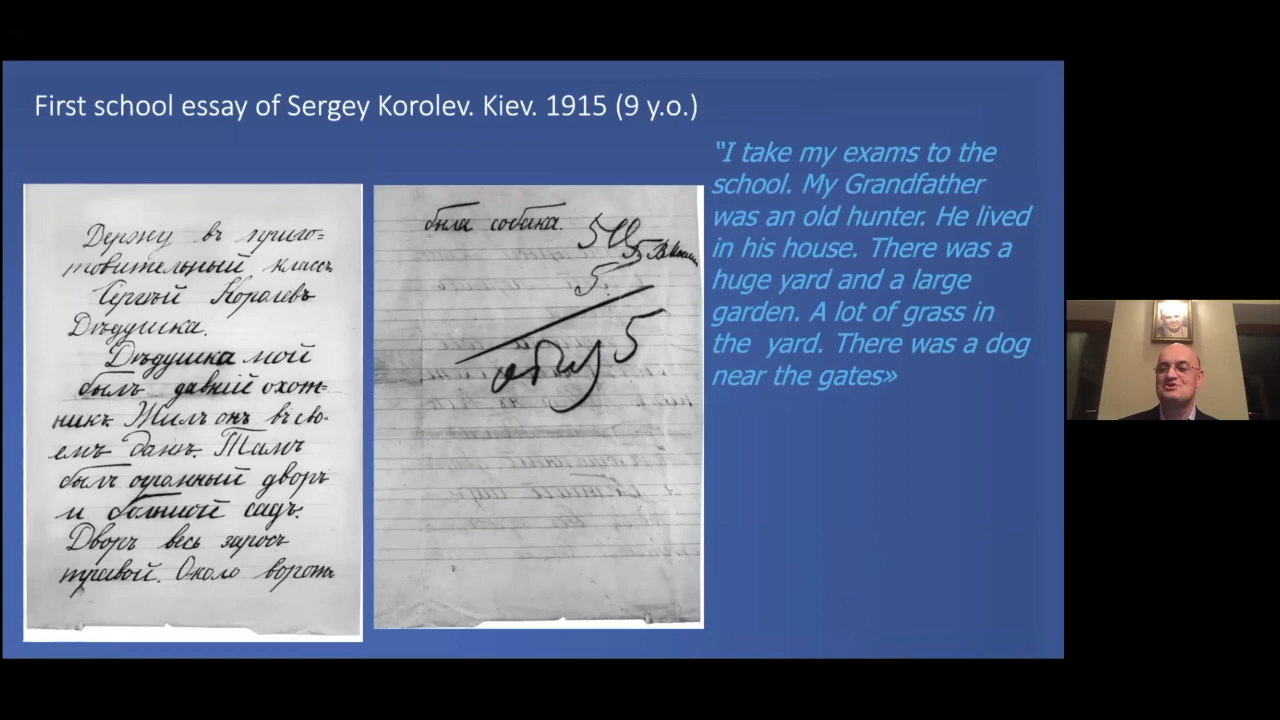 First school essay of Sergey Korolev. Kiev. 1915 (9 y.o.)
Держу въ пригo=
товительный классъ
Сергѣй Королевъ
Дѣдушка.
Дѣдушка мой
былъ давній охот-
никъ Жилъ онъ въ сво-
емъ домѣ. Тамъ
былъ огромный дворъ
и большой садъ.
Дворъ весь заросъ
травой. Около воротъ
была собака.
5
5
5
5
"I take my exams to the
school. My Grandfather
was an old hunter. He lived
in his house. There was a
huge yard and a large
garden. A lot of grass in
the yard. There was a dog
near the gates»